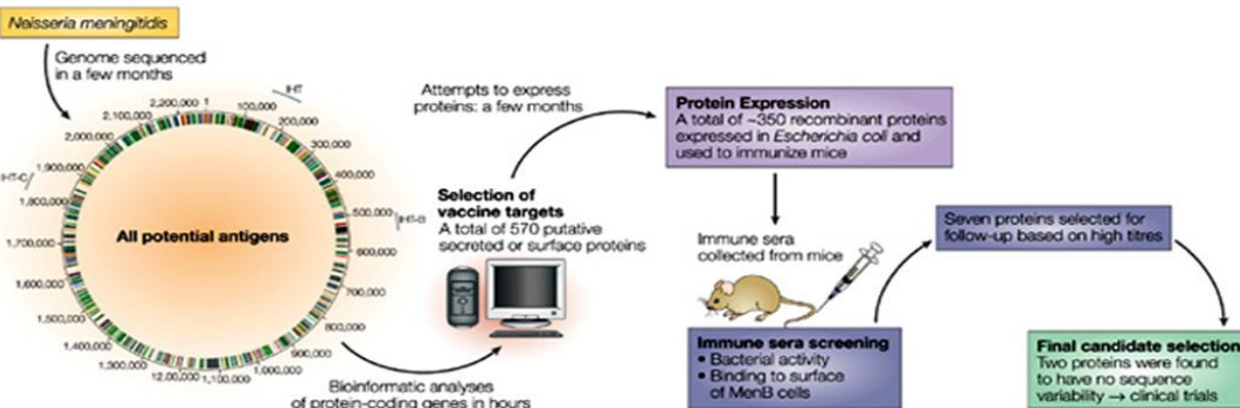 Neisseria meningitidis
Genome sequenced
in a few months
2,200,000
1
100,000
IHT
2,100,000
200,000
2,000,000
300,000
1,900,000
400,000
IHT-C
1,800,000
500,000
IHT-B
All potential antigens
1,700,000
600,000
1,600,000
700,000
1,500,000
800,000
1,400,000
900,000
1,300,000
1,000,000
12,00,000
1,100,000
Bioinformatic analyses
of protein-coding genes in hours
Attempts to express
proteins: a few months
Selection of
vaccine targets
A total of 570 putative
secreted or surface proteins
Protein Expression
A total of ~350 recombinant proteins
expressed in Escherichia coli and
used to immunize mice
Immune sera
collected from mice
Immune sera screening
• Bacterial activity
• Binding to surface
of MenB cells
Seven proteins selected for
follow-up based on high titres
Final candidate selection
Two proteins were found
to have no sequence
variability → clinical trials